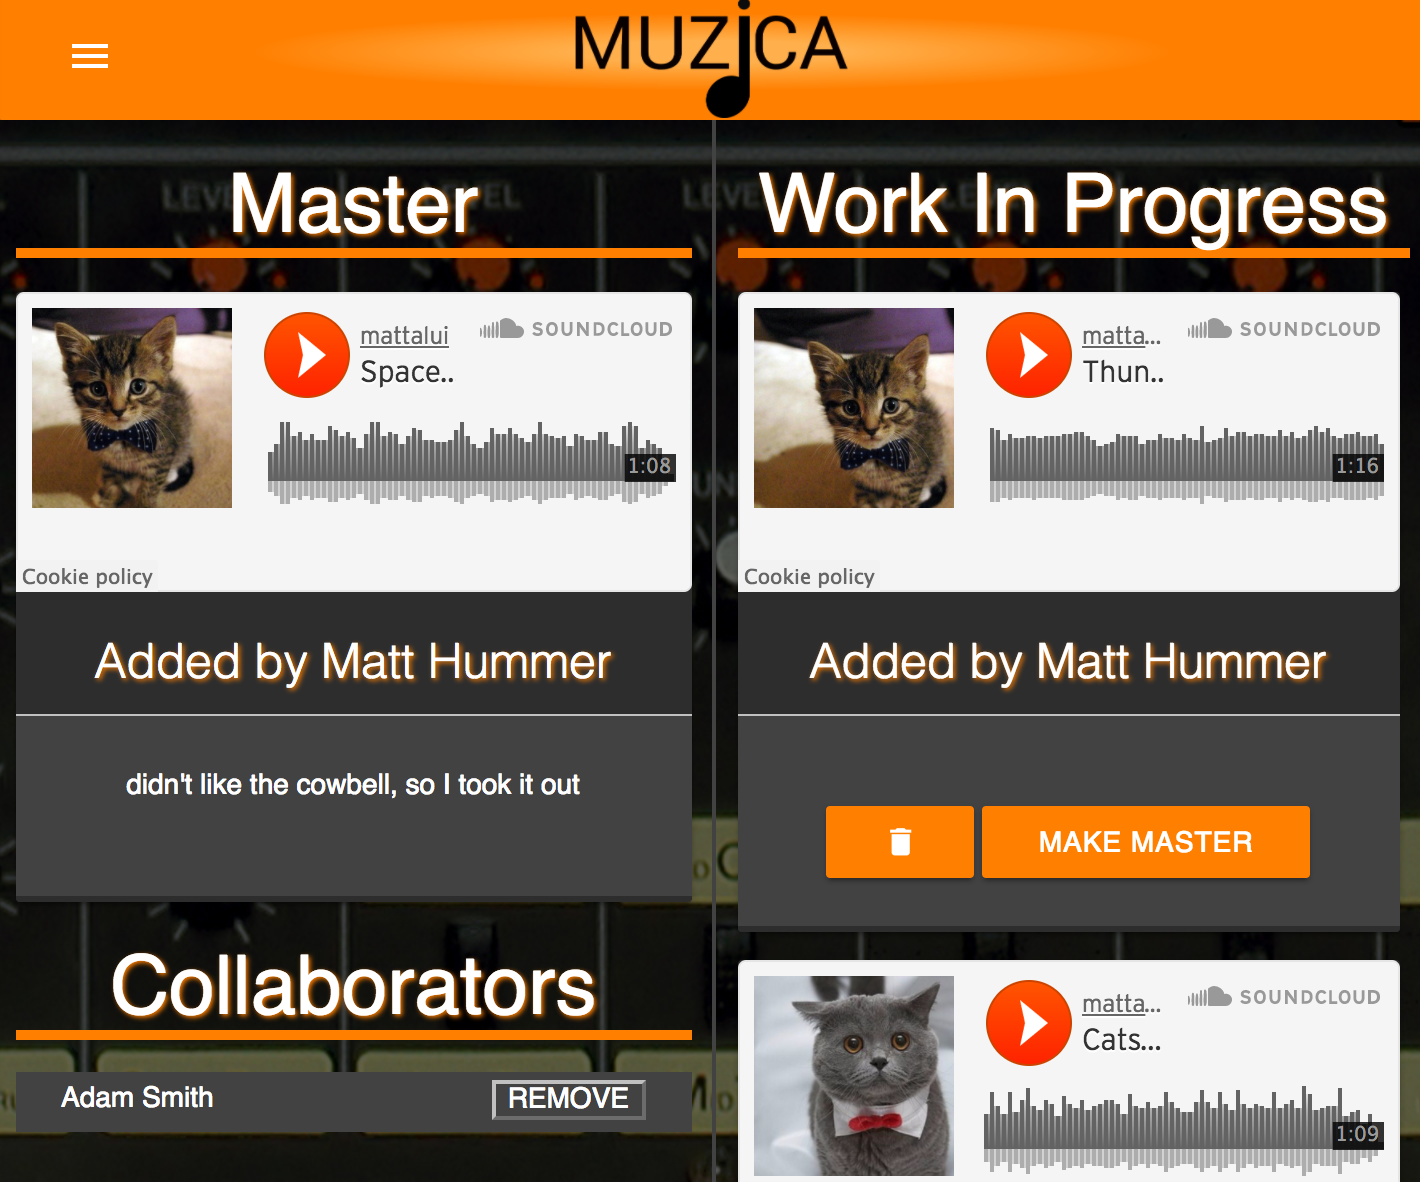 MUZICA
Master
mattalui
SOUNDCLOUD
Space..
1:08
Cookie policy
Added by Matt Hummer
didn't like the cowbell, so I took it out
Collaborators
Adam Smith
REMOVE
Work In Progress
matta...
SOUNDCLOUD
Thun..
1:16
Cookie policy
Added by Matt Hummer
MAKE MASTER
matta...
SOUNDCLOUD
Cats...
1:09